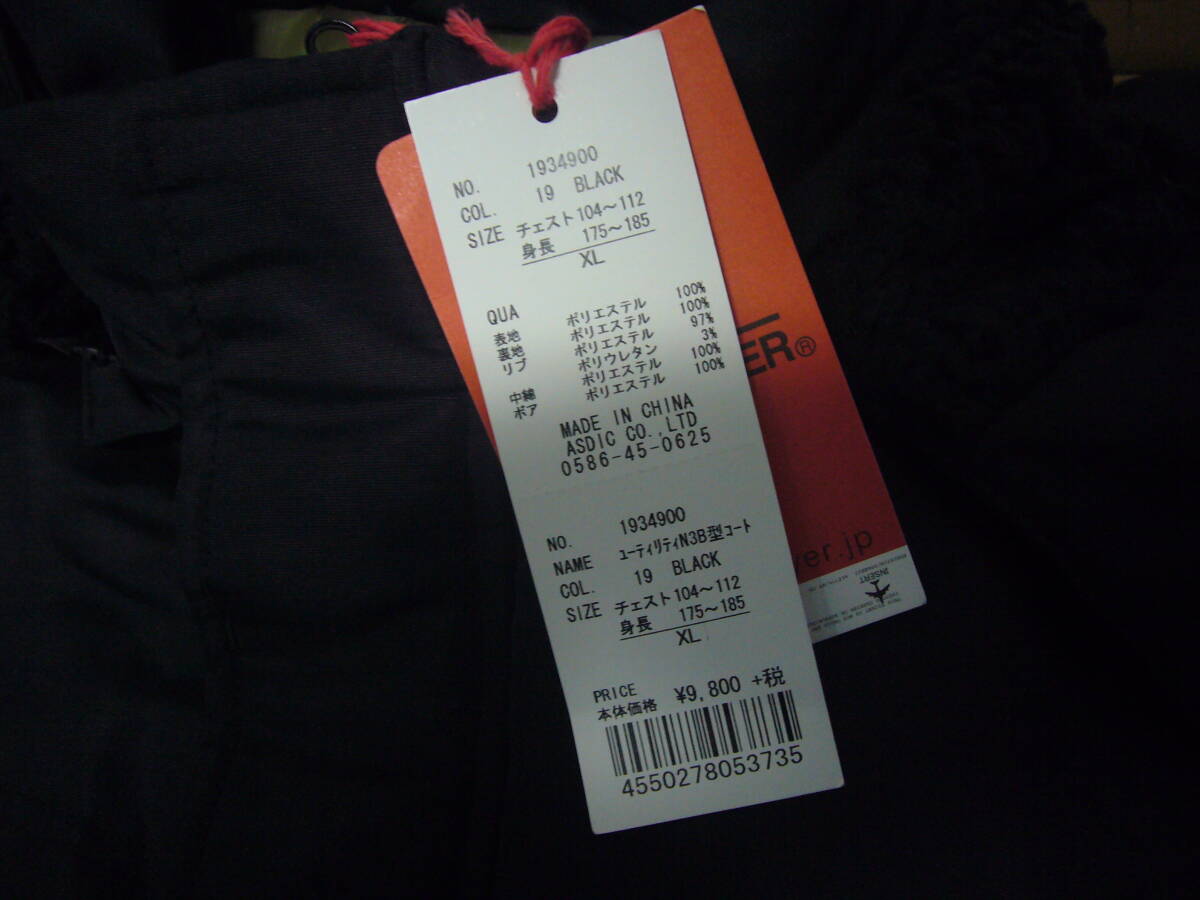 NO. 1934900
COL. 19 BLACK
SIZE チェスト104～112
身長 175～185
XL
QUA
表地 ポリエステル 100%
裏地 ポリエステル 100%
リブ ポリエステル 97%
ポリウレタン 3%
中綿 ポリエステル 100%
ボア ポリエステル 100%
MADE IN CHINA
ASDIC CO.,LTD
0586-45-0625
NO. 1934900
NAME ﾕｰﾃｨﾘﾃｨN3B型ｺｰﾄ
COL. 19 BLACK
SIZE チェスト104～112
身長 175～185
XL
PRICE
本体価格 ¥9,800 +税
4550278053735
ER®
ver.jp
INSERT